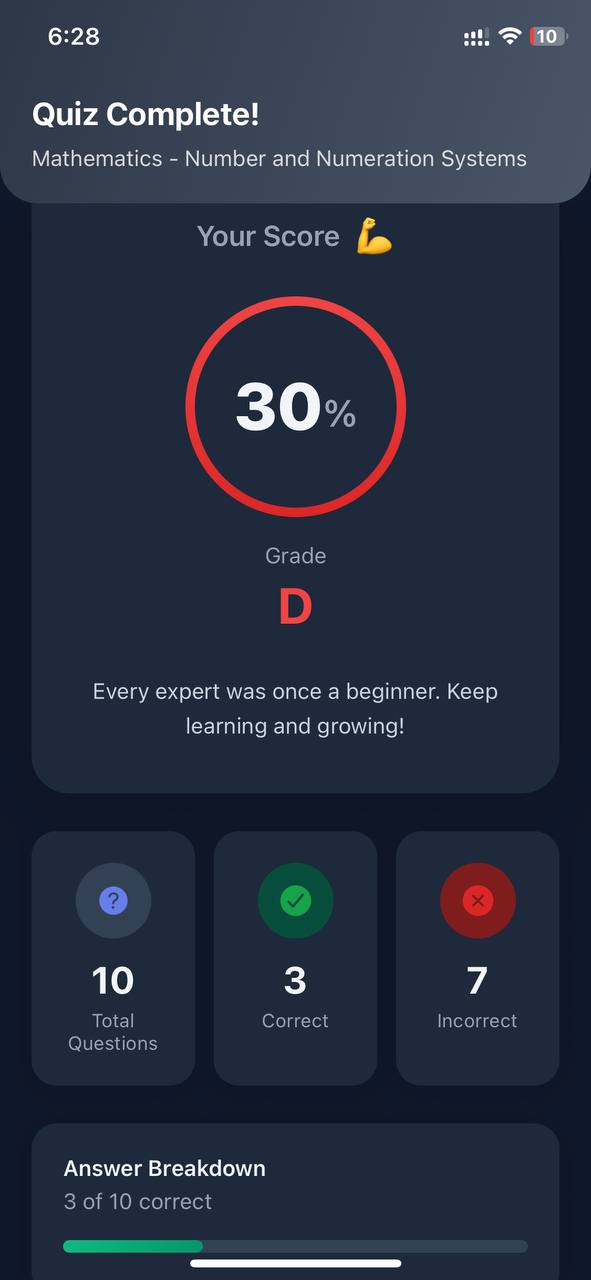 6:28
10
Quiz Complete!
Mathematics - Number and Numeration Systems
Your Score 💪
30%
Grade
D
Every expert was once a beginner. Keep
learning and growing!
10
Total
Questions
3
Correct
7
Incorrect
Answer Breakdown
3 of 10 correct